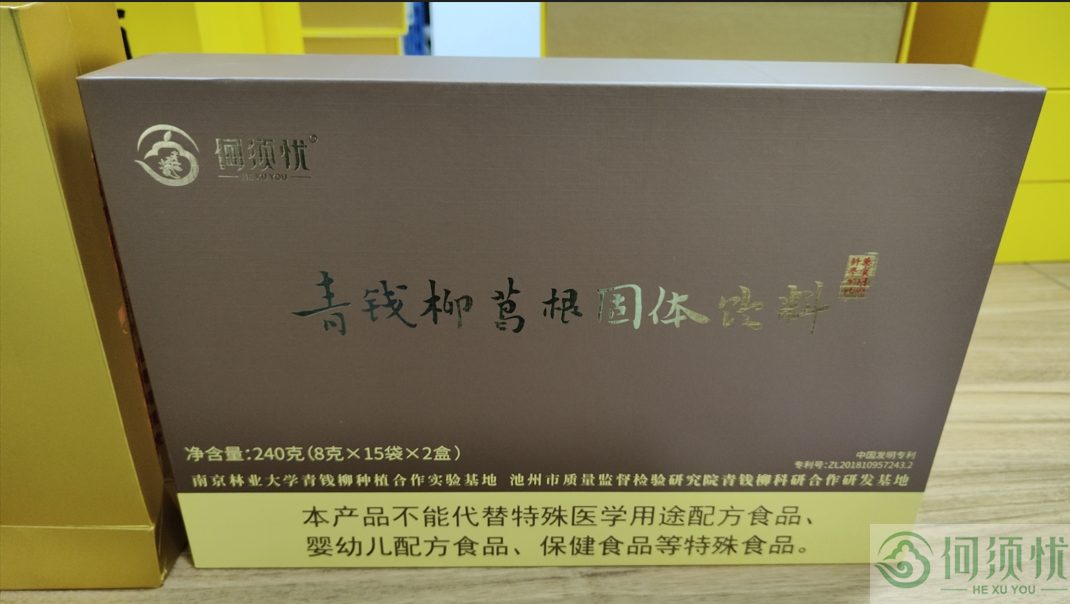 何须忧®
HE XU YOU
青钱柳葛根固体饮料
净含量:240克(8克×15袋×2盒)
中国发明专利
专利号:ZL201810957243.2
南京林业大学青钱柳种植合作实验基地 池州市质量监督检验研究院青钱柳科研合作研发基地
本产品不能代替特殊医学用途配方食品、
婴幼儿配方食品、保健食品等特殊食品。
何须忧
HE XU YOU